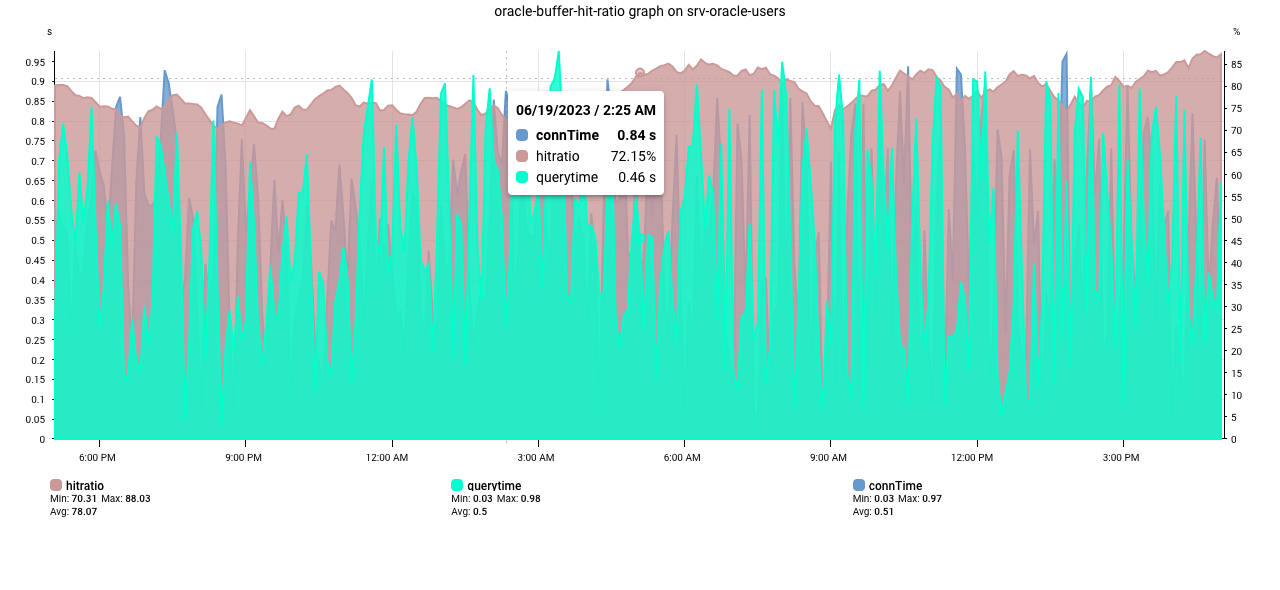 oracle-buffer-hit-ratio graph on srv-oracle-users
s
%
0.95
0.9
0.85
0.8
0.75
0.7
0.65
0.6
0.55
0.5
0.45
0.4
0.35
0.3
0.25
0.2
0.15
0.1
0.05
0
85
80
75
70
65
60
55
50
45
40
35
30
25
20
15
10
5
0
06/19/2023 / 2:25 AM
connTime 0.84 s
hitratio 72.15%
querytime 0.46 s
6:00 PM 9:00 PM 12:00 AM 3:00 AM 6:00 AM 9:00 AM 12:00 PM 3:00 PM
hitratio
Min: 70.31 Max: 88.03
Avg: 78.07
querytime
Min: 0.03 Max: 0.98
Avg: 0.5
connTime
Min: 0.03 Max: 0.97
Avg: 0.51